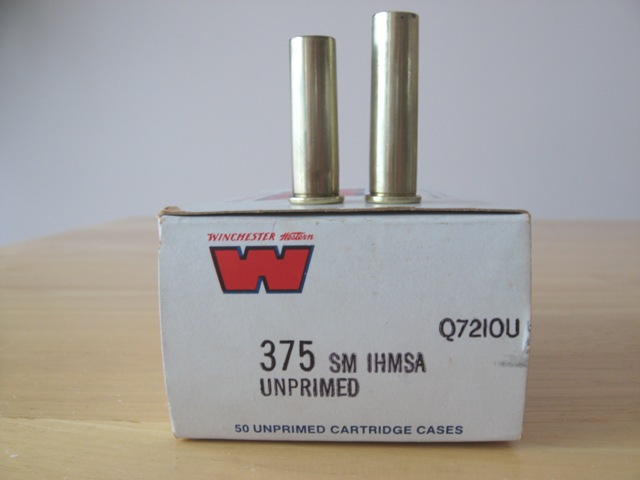 WINCHESTER Western
W
Q7210U
375 SM IHMSA
UNPRIMED
50 UNPRIMED CARTRIDGE CASES